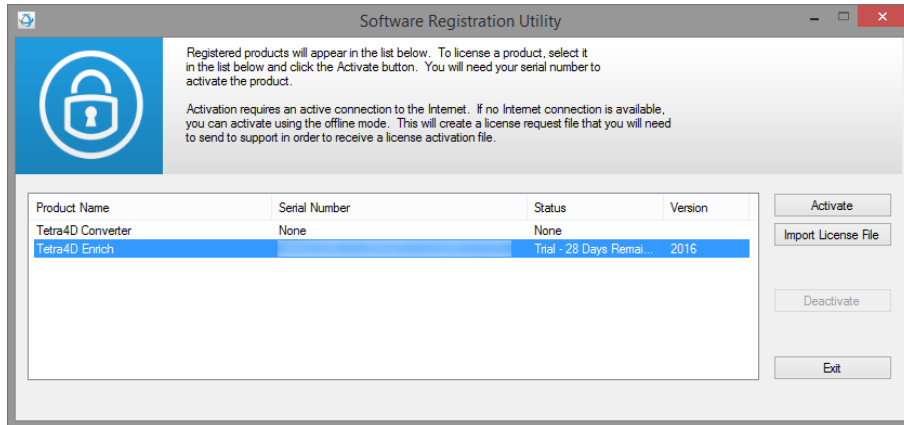 Software Registration Utility
Registered products will appear in the list below. To license a product, select it
in the list below and click the Activate button. You will need your serial number to
activate the product.
Activation requires an active connection to the Internet. If no Internet connection is available,
you can activate using the offline mode. This will create a license request file that you will need
to send to support in order to receive a license activation file.
Product Name Serial Number Status Version
Tetra4D Converter None None
Tetra4D Enrich Trial - 28 Days Remai... 2016
Activate
Import License File
Deactivate
Exit